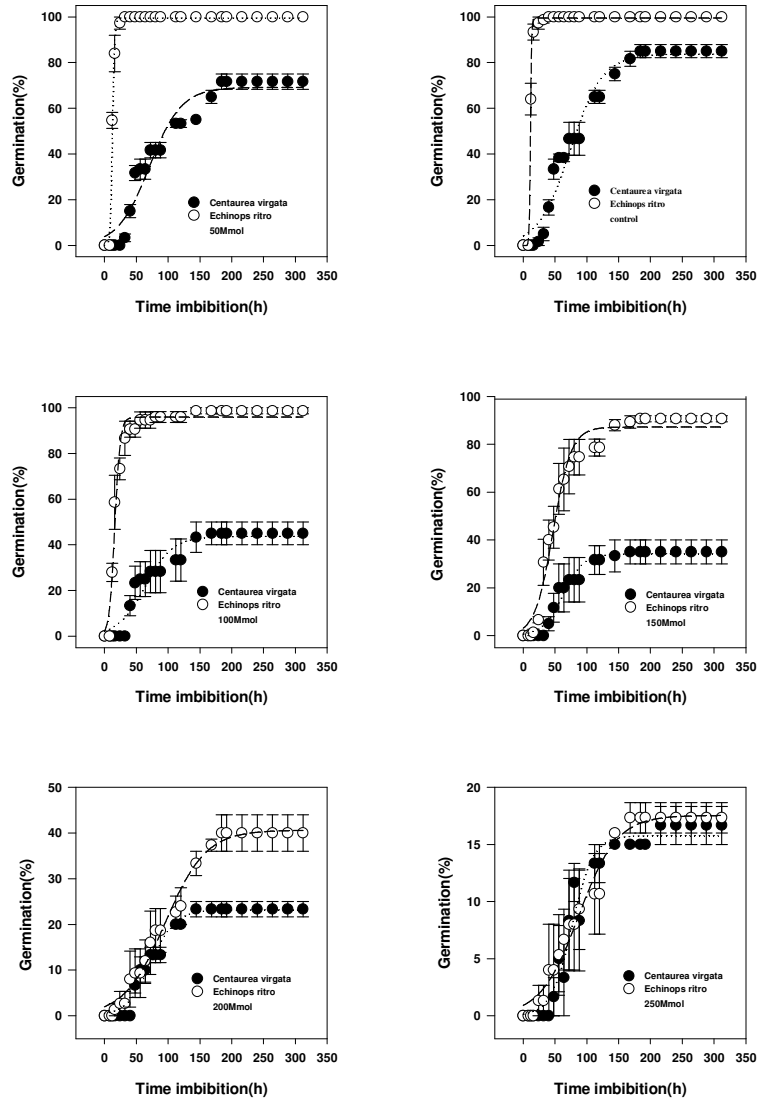 100
80
60
40
20
0
Germination(%)
Centaurea virgata
Echinops ritro
50Mmol
0 50 100 150 200 250 300 350
Time imbibition(h)
100
80
60
40
20
0
Germination(%)
Centaurea virgata
Echinops ritro
control
0 50 100 150 200 250 300 350
Time imbibition(h)
100
80
60
40
20
0
Germination(%)
Centaurea virgata
Echinops ritro
100Mmol
0 50 100 150 200 250 300 350
Time imbibition(h)
100
80
60
40
20
0
Germination(%)
Centaurea virgata
Echinops ritro
150Mmol
0 50 100 150 200 250 300 350
Time imbibition(h)
50
40
30
20
10
0
Germination(%)
Centaurea virgata
Echinops ritro
200Mmol
0 50 100 150 200 250 300 350
Time imbibition(h)
20
15
10
5
0
Germination(%)
Centaurea virgata
Echinops ritro
250Mmol
0 50 100 150 200 250 300 350
Time imbibition(h)